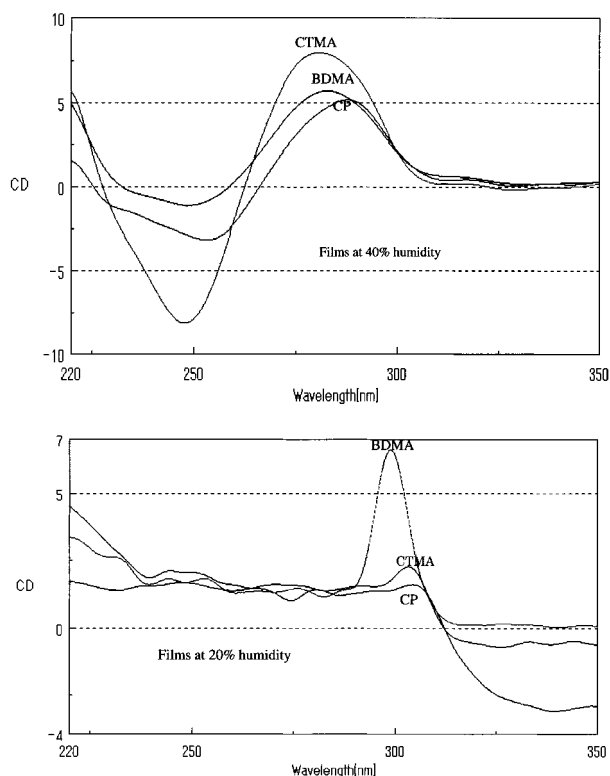 10
CTMA
BDMA
5
CP
CD
0
Films at 40% humidity
-5
-10
220
250
300
350
Wavelength[nm]
7
BDMA
5
CTMA
CD
CP
0
Films at 20% humidity
-4
220
250
300
350
Wavelength[nm]